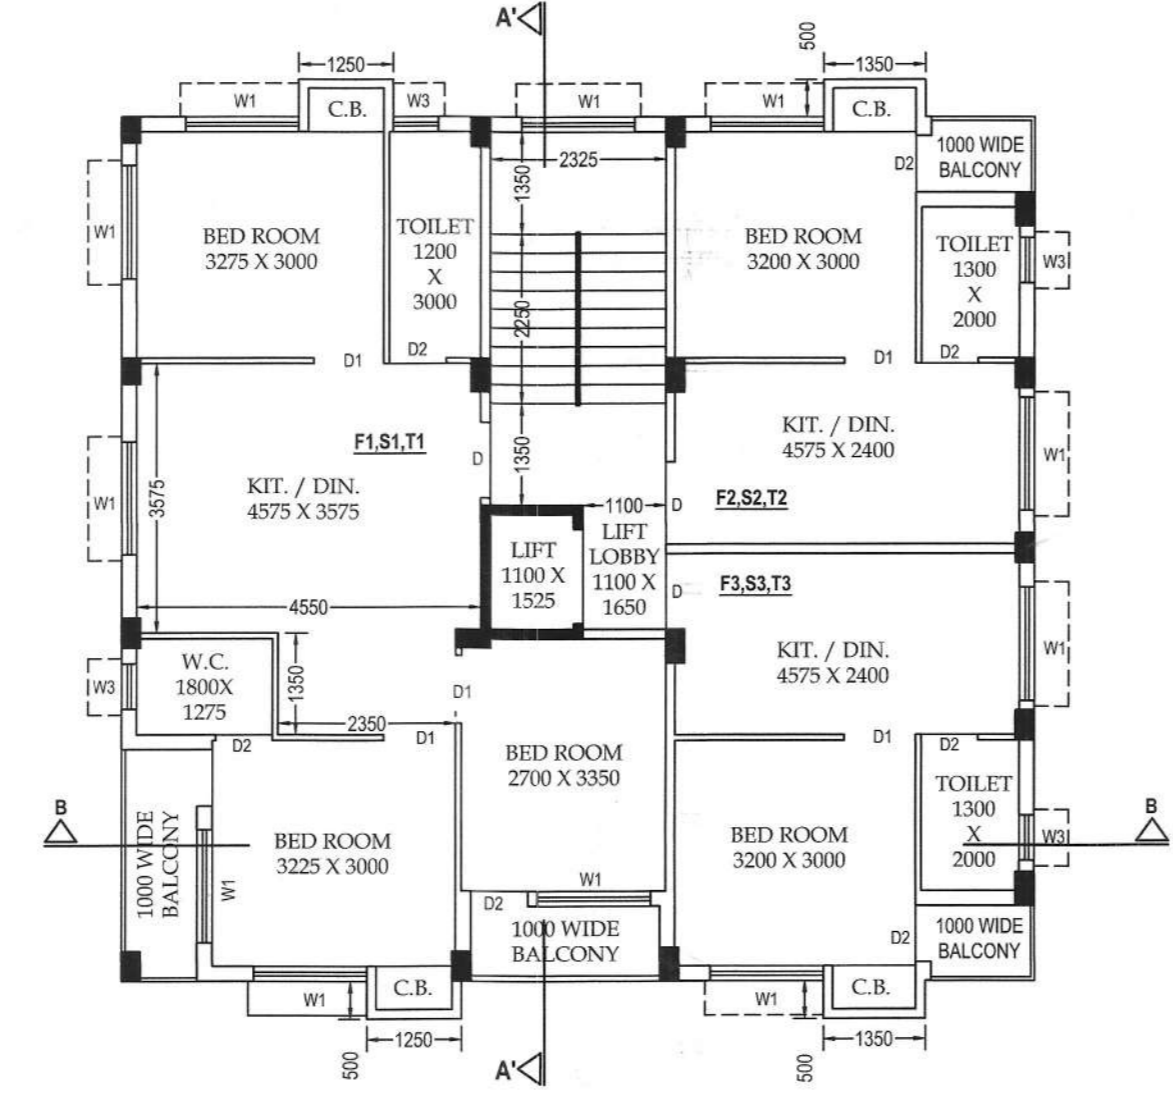 A'
500
1250
1350
W1
W3
W1
W1
C.B.
C.B.
2325
1350
D2
1000 WIDE
BALCONY
W1
BED ROOM
3275 X 3000
TOILET
1200
X
3000
BED ROOM
3200 X 3000
TOILET
1300
X
2000
W3
2250
D1
D2
D1
D2
F1,S1,T1
D
1350
KIT. / DIN.
4575 X 2400
W1
W1
3575
KIT. / DIN.
4575 X 3575
1100
D
F2,S2,T2
LIFT
1100 X
1525
LIFT
LOBBY
1100 X
1650
D
F3,S3,T3
4550
W.C.
1800X
1275
W3
1350
D1
KIT. / DIN.
4575 X 2400
W1
2350
D2
D1
D1
D2
BED ROOM
2700 X 3350
TOILET
1300
X
2000
W3
B
B
1000 WIDE
BALCONY
W1
BED ROOM
3225 X 3000
BED ROOM
3200 X 3000
W1
D2
1000 WIDE
BALCONY
D2
1000 WIDE
BALCONY
W1
C.B.
W1
C.B.
500
1250
A'
500
1350